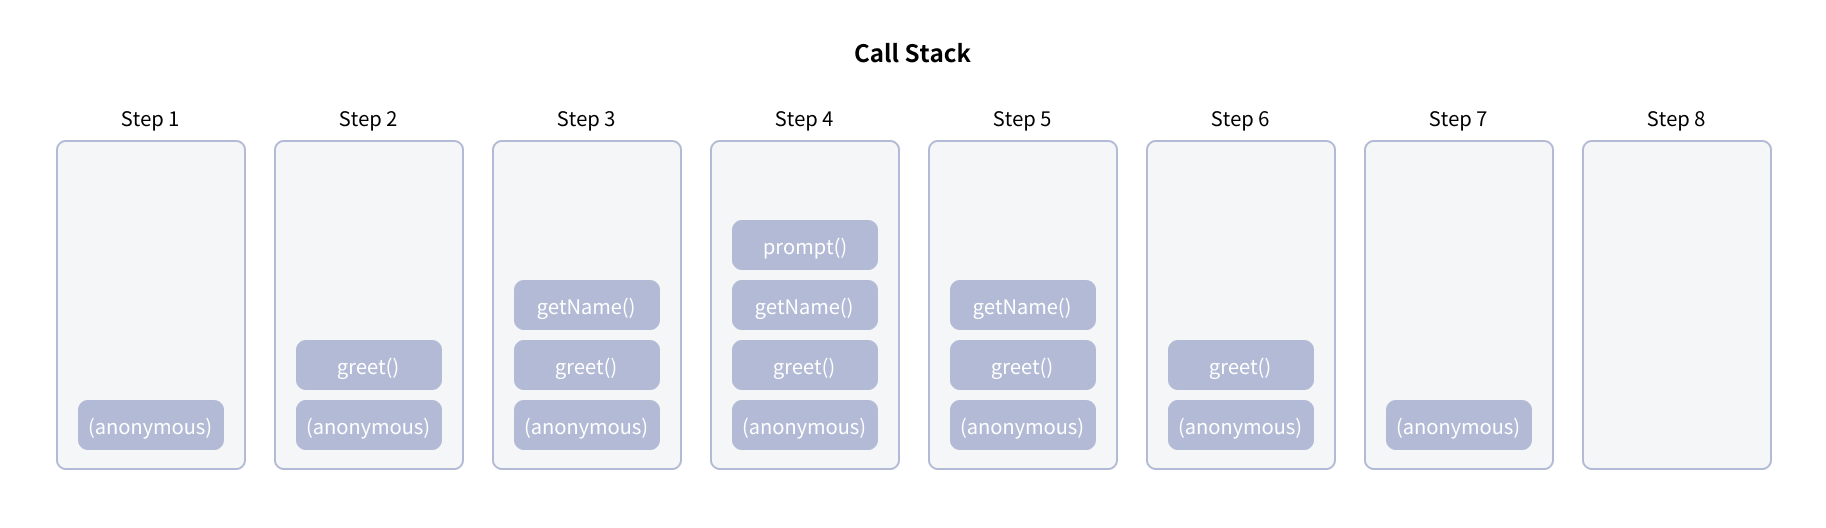 Call Stack
Step 1 Step 2 Step 3 Step 4 Step 5 Step 6 Step 7 Step 8
prompt()
getName() getName() getName()
greet() greet() greet() greet() greet()
(anonymous) (anonymous) (anonymous) (anonymous) (anonymous) (anonymous) (anonymous)